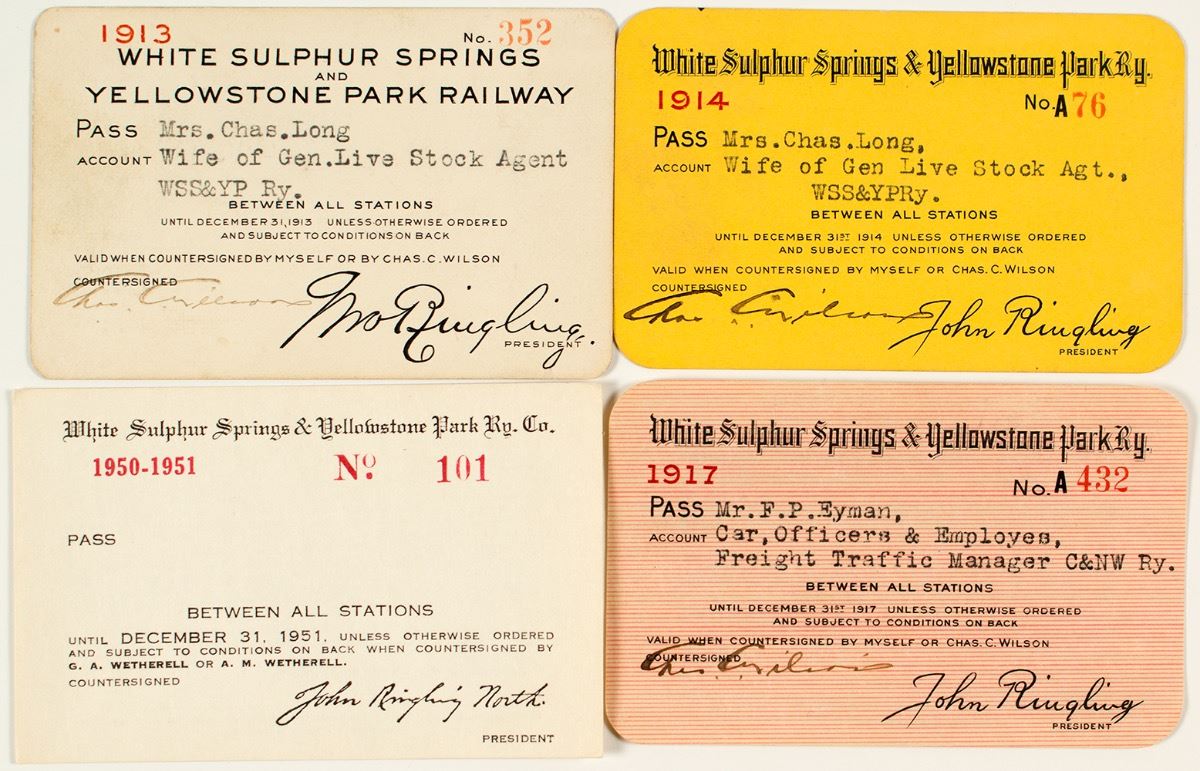 1913 No. 352
WHITE SULPHUR SPRINGS
AND
YELLOWSTONE PARK RAILWAY
PASS Mrs.Chas.Long
ACCOUNT Wife of Gen.Live Stock Agent
WSS&YP Ry.
BETWEEN ALL STATIONS
UNTIL DECEMBER 31, 1913 UNLESS OTHERWISE ORDERED
AND SUBJECT TO CONDITIONS ON BACK
VALID WHEN COUNTERSIGNED BY MYSELF OR BY CHAS. C. WILSON
COUNTERSIGNED
Chas C Wilson
Jno Ringling.
PRESIDENT
White Sulphur Springs & Yellowstone Park Ry.
1914 No. A 76
PASS Mrs.Chas.Long,
ACCOUNT Wife of Gen Live Stock Agt.,
WSS&YPRy.
BETWEEN ALL STATIONS
UNTIL DECEMBER 31ST 1914 UNLESS OTHERWISE ORDERED
AND SUBJECT TO CONDITIONS ON BACK
VALID WHEN COUNTERSIGNED BY MYSELF OR CHAS. C. WILSON
COUNTERSIGNED
Chas C. Wilson
John Ringling
PRESIDENT
White Sulphur Springs & Yellowstone Park Ry. Co.
1950-1951 No. 101
PASS
BETWEEN ALL STATIONS
UNTIL DECEMBER 31, 1951, UNLESS OTHERWISE ORDERED
AND SUBJECT TO CONDITIONS ON BACK WHEN COUNTERSIGNED BY
G. A. WETHERELL OR A. M. WETHERELL.
COUNTERSIGNED
John Ringling North.
PRESIDENT
White Sulphur Springs & Yellowstone Park Ry.
1917 No. A 432
PASS Mr.F.P.Eyman,
ACCOUNT Car,Officers & Employes,
Freight Traffic Manager C&NW Ry.
BETWEEN ALL STATIONS
UNTIL DECEMBER 31ST 1917 UNLESS OTHERWISE ORDERED
AND SUBJECT TO CONDITIONS ON BACK
VALID WHEN COUNTERSIGNED BY MYSELF OR CHAS. C. WILSON
COUNTERSIGNED
Chas. C. Wilson
John Ringling
PRESIDENT